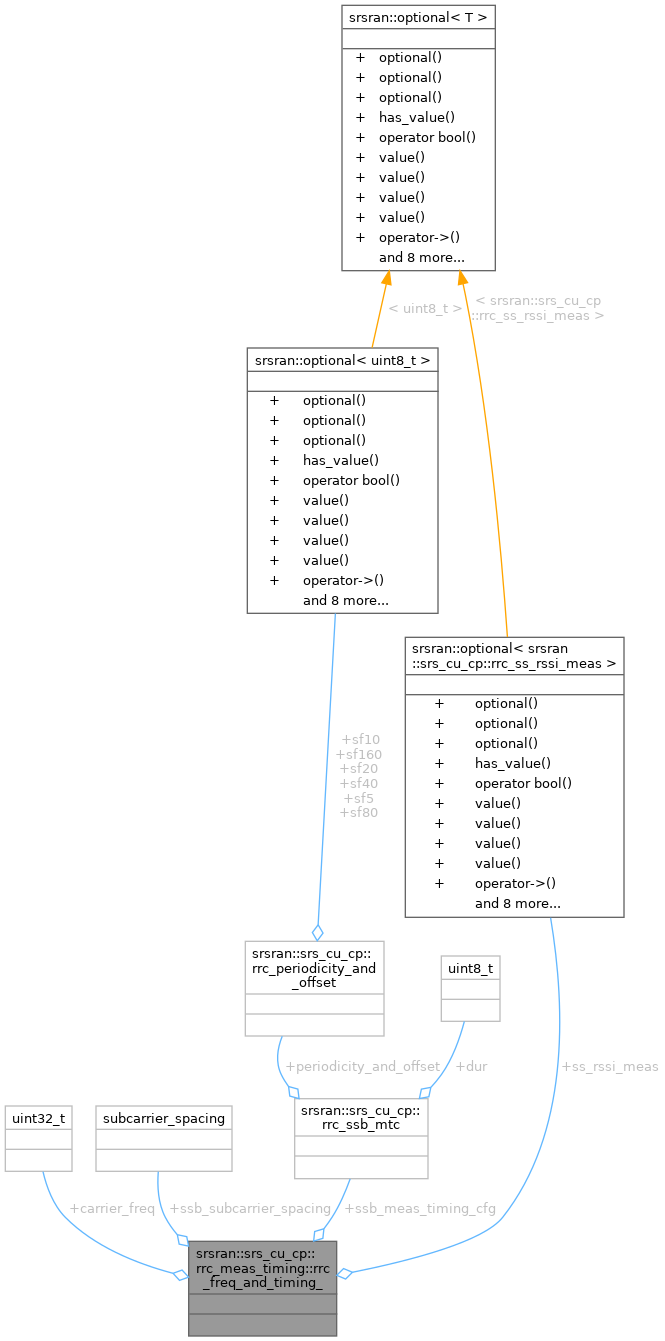 srsran::optional< T >
+ optional()
+ optional()
+ optional()
+ has_value()
+ operator bool()
+ value()
+ value()
+ value()
+ value()
+ operator->()
and 8 more...
< uint8_t >
< srsran::srs_cu_cp
::rrc_ss_rssi_meas >
srsran::optional< uint8_t >
+ optional()
+ optional()
+ optional()
+ has_value()
+ operator bool()
+ value()
+ value()
+ value()
+ value()
+ operator->()
and 8 more...
srsran::optional< srsran
::srs_cu_cp::rrc_ss_rssi_meas >
+ optional()
+ optional()
+ optional()
+ has_value()
+ operator bool()
+ value()
+ value()
+ value()
+ value()
+ operator->()
and 8 more...
+sf10
+sf160
+sf20
+sf40
+sf5
+sf80
srsran::srs_cu_cp::
rrc_periodicity_and
_offset
uint8_t
+periodicity_and_offset
+dur
+ss_rssi_meas
uint32_t
subcarrier_spacing
srsran::srs_cu_cp::
rrc_ssb_mtc
+carrier_freq
+ssb_subcarrier_spacing
+ssb_meas_timing_cfg
srsran::srs_cu_cp::
rrc_meas_timing::rrc
_freq_and_timing_